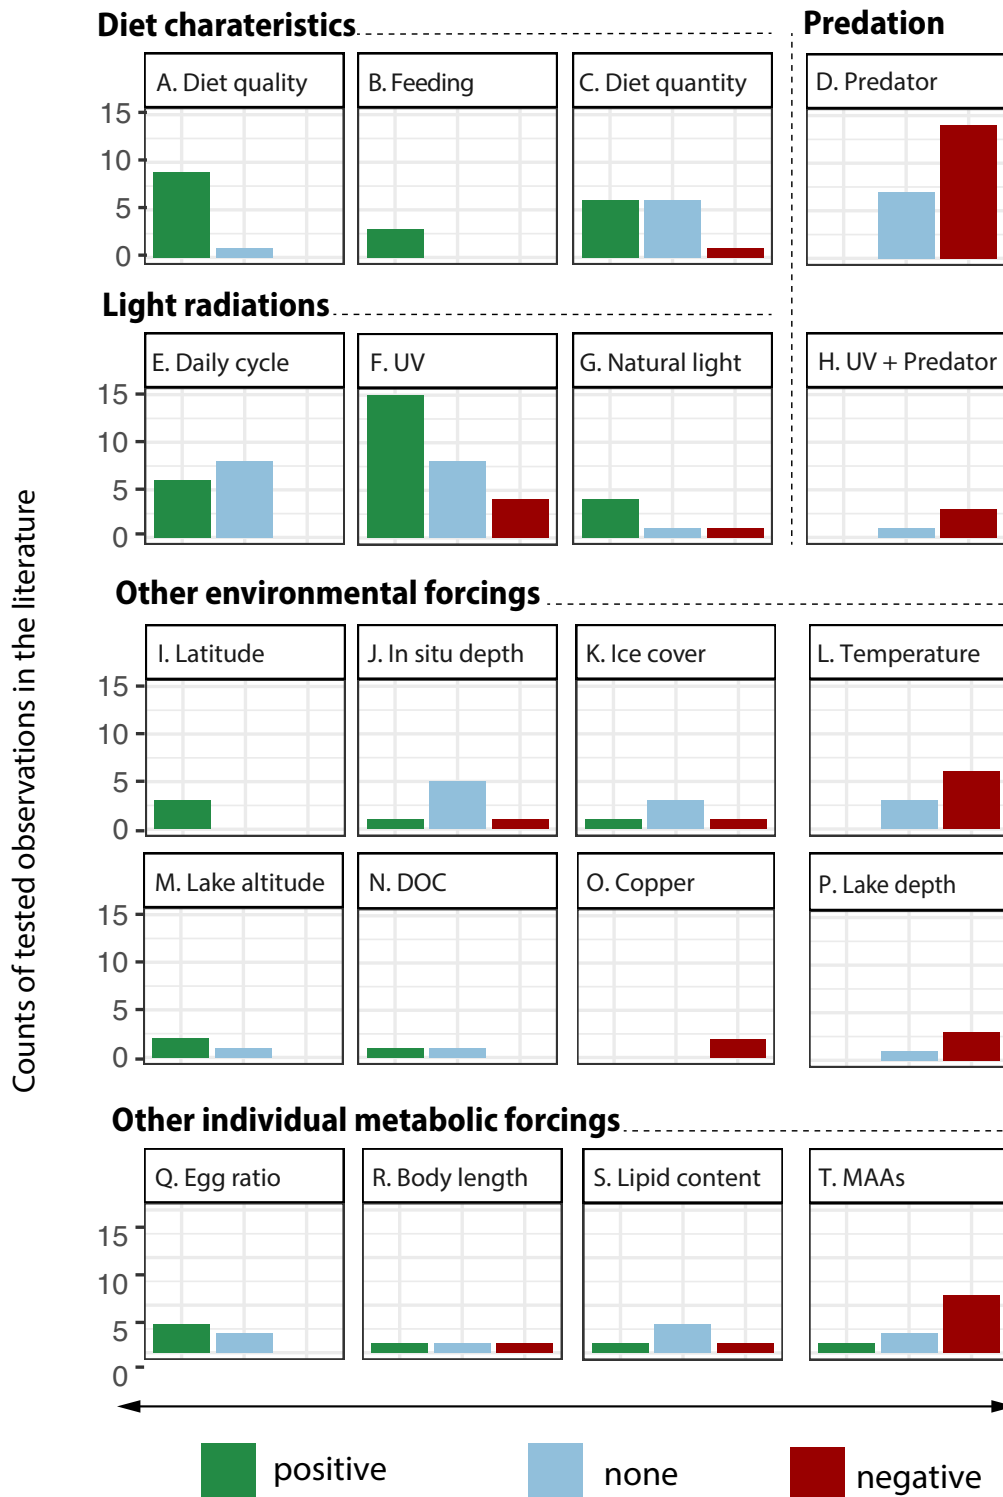 Diet charateristics
Predation
A. Diet quality
B. Feeding
C. Diet quantity
D. Predator
15
10
5
0
Light radiations
E. Daily cycle
F. UV
G. Natural light
H. UV + Predator
15
10
5
0
Counts of tested observations in the literature
Other environmental forcings
I. Latitude
J. In situ depth
K. Ice cover
L. Temperature
15
10
5
0
M. Lake altitude
N. DOC
O. Copper
P. Lake depth
15
10
5
0
Other individual metabolic forcings
Q. Egg ratio
R. Body length
S. Lipid content
T. MAAs
15
10
5
0
positive
none
negative